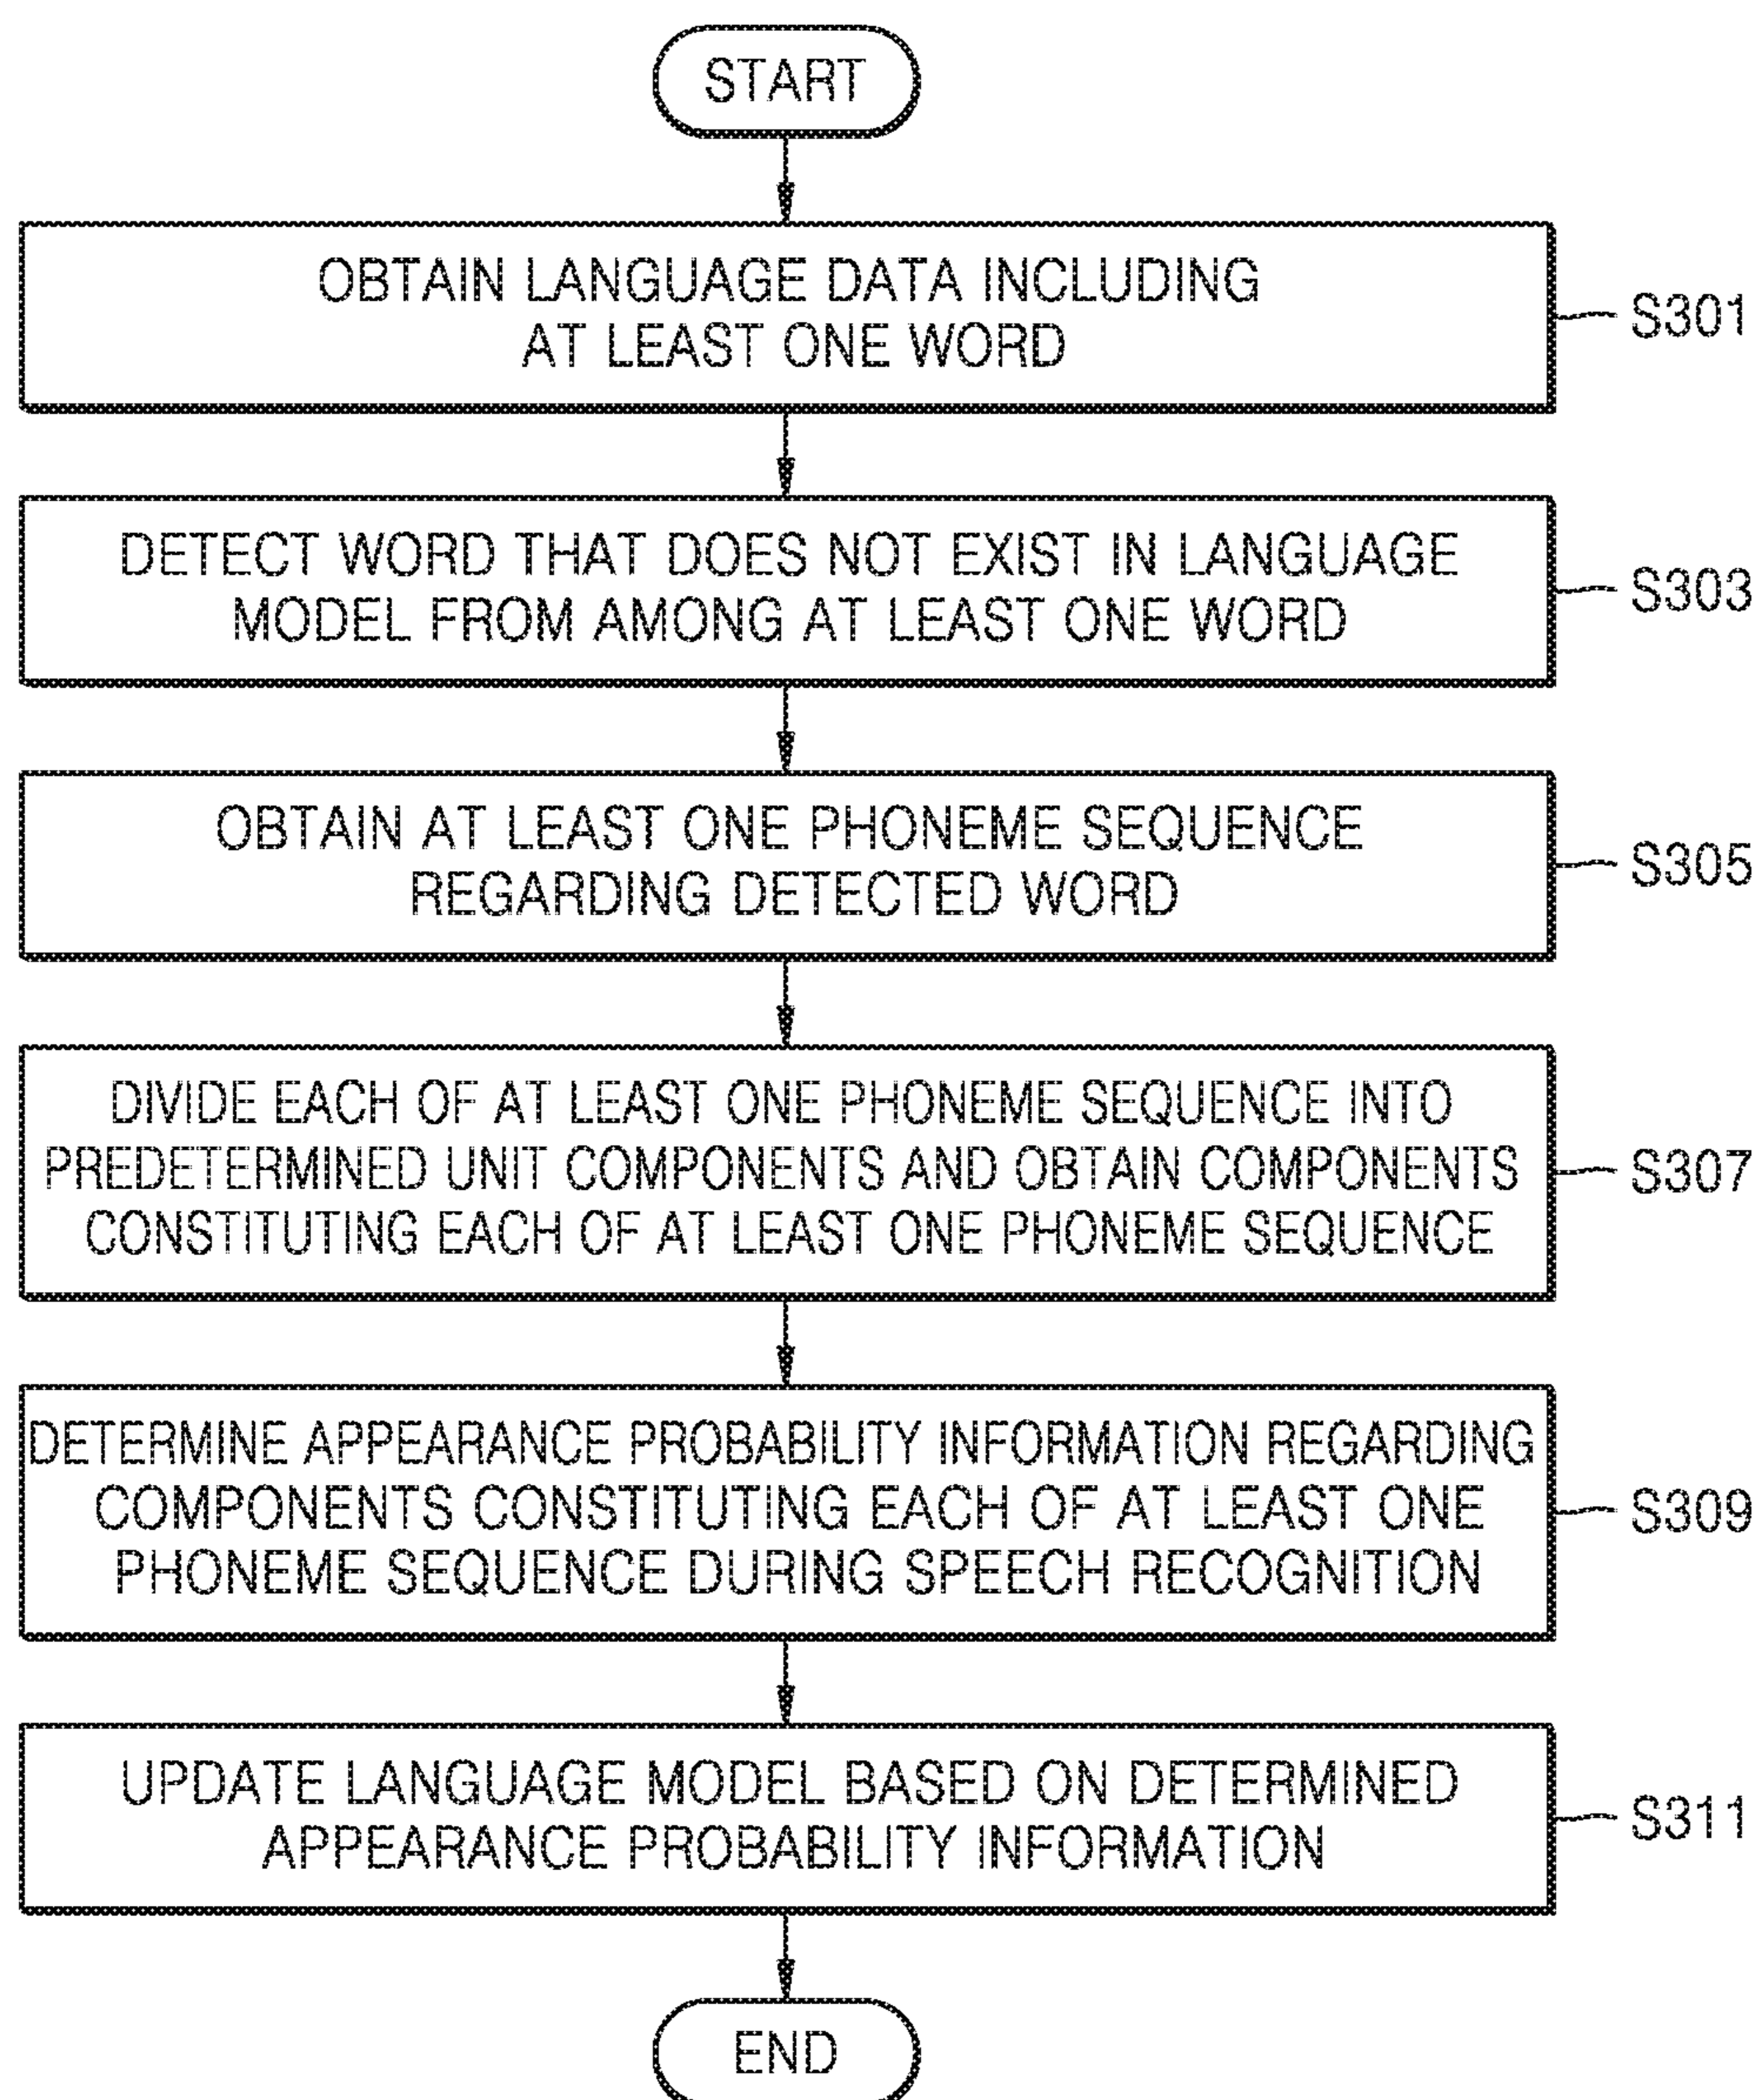 START
OBTAIN LANGUAGE DATA INCLUDING
AT LEAST ONE WORD
S301
DETECT WORD THAT DOES NOT EXIST IN LANGUAGE
MODEL FROM AMONG AT LEAST ONE WORD
S303
OBTAIN AT LEAST ONE PHONEME SEQUENCE
REGARDING DETECTED WORD
S305
DIVIDE EACH OF AT LEAST ONE PHONEME SEQUENCE INTO
PREDETERMINED UNIT COMPONENTS AND OBTAIN COMPONENTS
CONSTITUTING EACH OF AT LEAST ONE PHONEME SEQUENCE
S307
DETERMINE APPEARANCE PROBABILITY INFORMATION REGARDING
COMPONENTS CONSTITUTING EACH OF AT LEAST ONE
PHONEME SEQUENCE DURING SPEECH RECOGNITION
S309
UPDATE LANGUAGE MODEL BASED ON DETERMINED
APPEARANCE PROBABILITY INFORMATION
S311
END